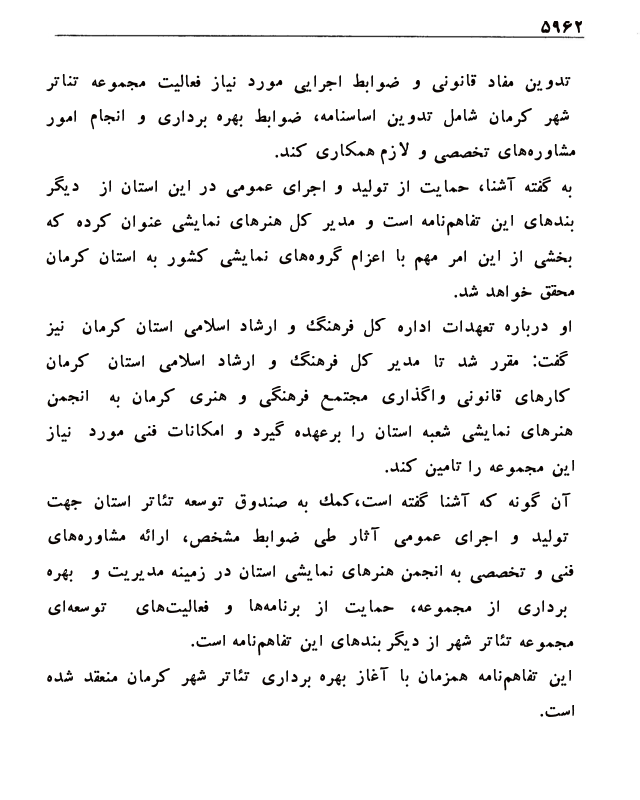 ۵۹۶۲
تدوین مفاد قانونی و ضوابط اجرایی مورد نیاز فعالیت مجموعه تئاتر
شهر کرمان شامل تدوین اساسنامه، ضوابط بهره برداری و انجام امور
مشاوره‌های تخصصی و لازم همکاری کند.
به گفته آشنا، حمایت از تولید و اجرای عمومی در این استان از دیگر
بندهای این تفاهم‌نامه است و مدیر کل هنرهای نمایشی عنوان کرده که
بخشی از این امر مهم با اعزام گروه‌های نمایشی کشور به استان کرمان
محقق خواهد شد.
او درباره تعهدات اداره کل فرهنگ و ارشاد اسلامی استان کرمان نیز
گفت: مقرر شد تا مدیر کل فرهنگ و ارشاد اسلامی استان کرمان
کارهای قانونی واگذاری مجتمع فرهنگی و هنری کرمان به انجمن
هنرهای نمایشی شعبه استان را برعهده گیرد و امکانات فنی مورد نیاز
این مجموعه را تامین کند.
آن گونه که آشنا گفته است،کمک به صندوق توسعه تئاتر استان جهت
تولید و اجرای عمومی آثار طی ضوابط مشخص، ارائه مشاوره‌های
فنی و تخصصی به انجمن هنرهای نمایشی استان در زمینه مدیریت و بهره
برداری از مجموعه، حمایت از برنامه‌ها و فعالیت‌های توسعه‌ای
مجموعه تئاتر شهر از دیگر بندهای این تفاهم‌نامه است.
این تفاهم‌نامه همزمان با آغاز بهره برداری تئاتر شهر کرمان منعقد شده
است.